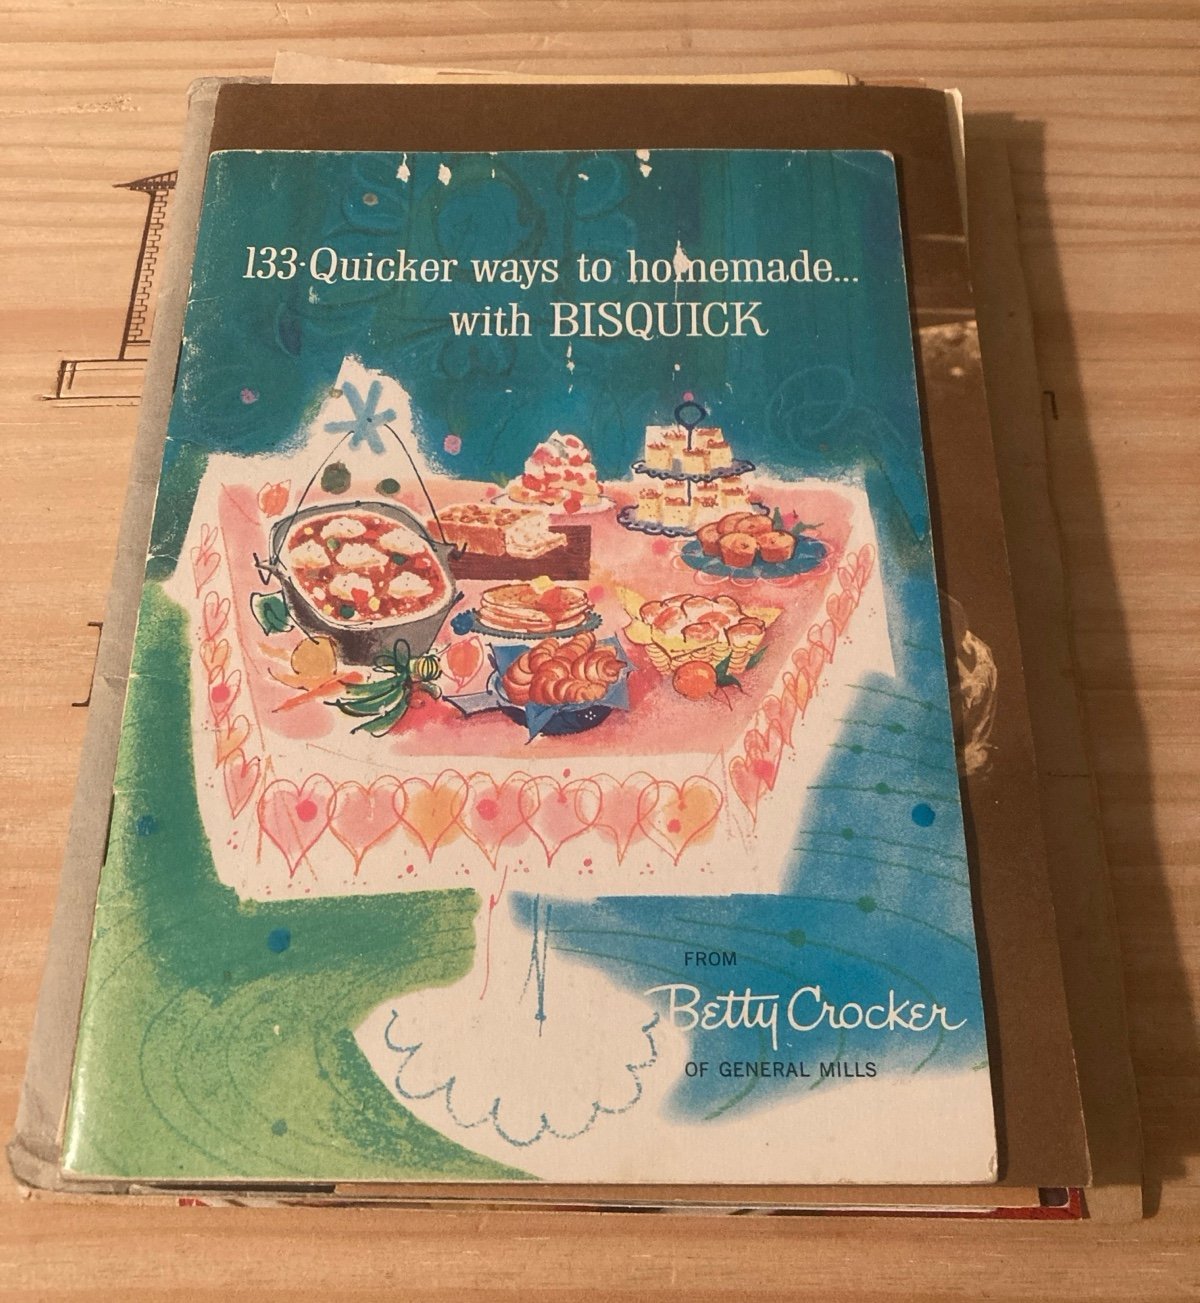 133·Quicker ways to homemade...
with BISQUICK
FROM
Betty Crocker
OF GENERAL MILLS